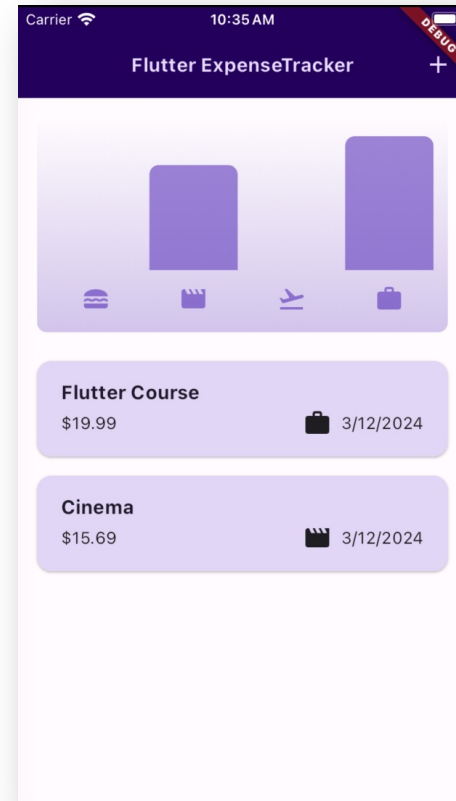 Carrier 10:35 AM
DEBUG
Flutter ExpenseTracker +
Flutter Course
$19.99 3/12/2024
Cinema
$15.69 3/12/2024